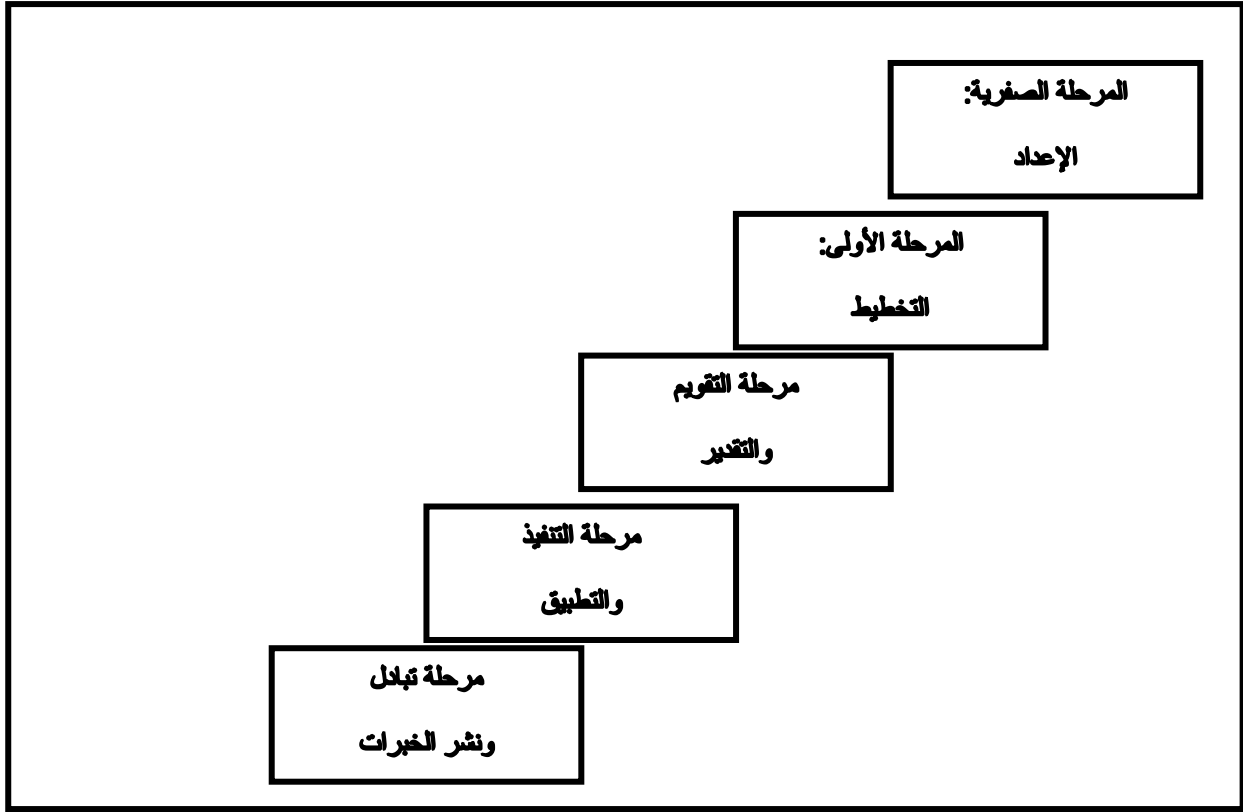 المرحلة الصفرية:
الإعداد
المرحلة الأولى:
التخطيط
مرحلة التقويم
والتقدير
مرحلة التنفيذ
والتطبيق
مرحلة تبادل
ونشر الخبرات